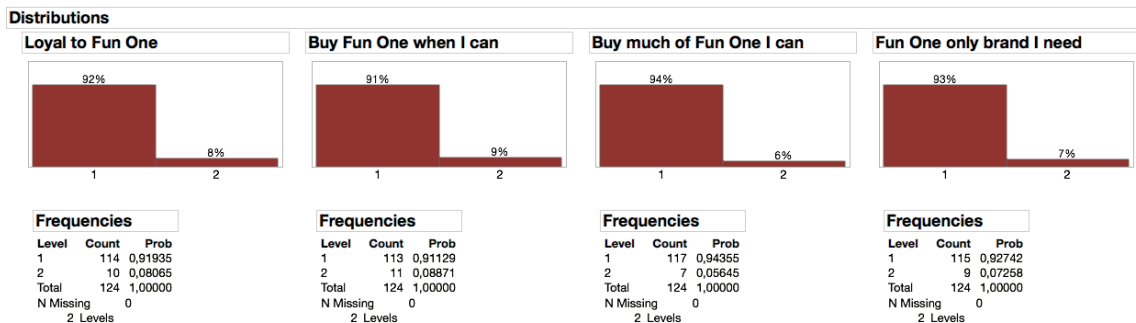 Distributions
Loyal to Fun One
92%
8%
1 2
Frequencies
Level Count Prob
1 114 0,91935
2 10 0,08065
Total 124 1,00000
N Missing 0
2 Levels
Buy Fun One when I can
91%
9%
1 2
Frequencies
Level Count Prob
1 113 0,91129
2 11 0,08871
Total 124 1,00000
N Missing 0
2 Levels
Buy much of Fun One I can
94%
6%
1 2
Frequencies
Level Count Prob
1 117 0,94355
2 7 0,05645
Total 124 1,00000
N Missing 0
2 Levels
Fun One only brand I need
93%
7%
1 2
Frequencies
Level Count Prob
1 115 0,92742
2 9 0,07258
Total 124 1,00000
N Missing 0
2 Levels